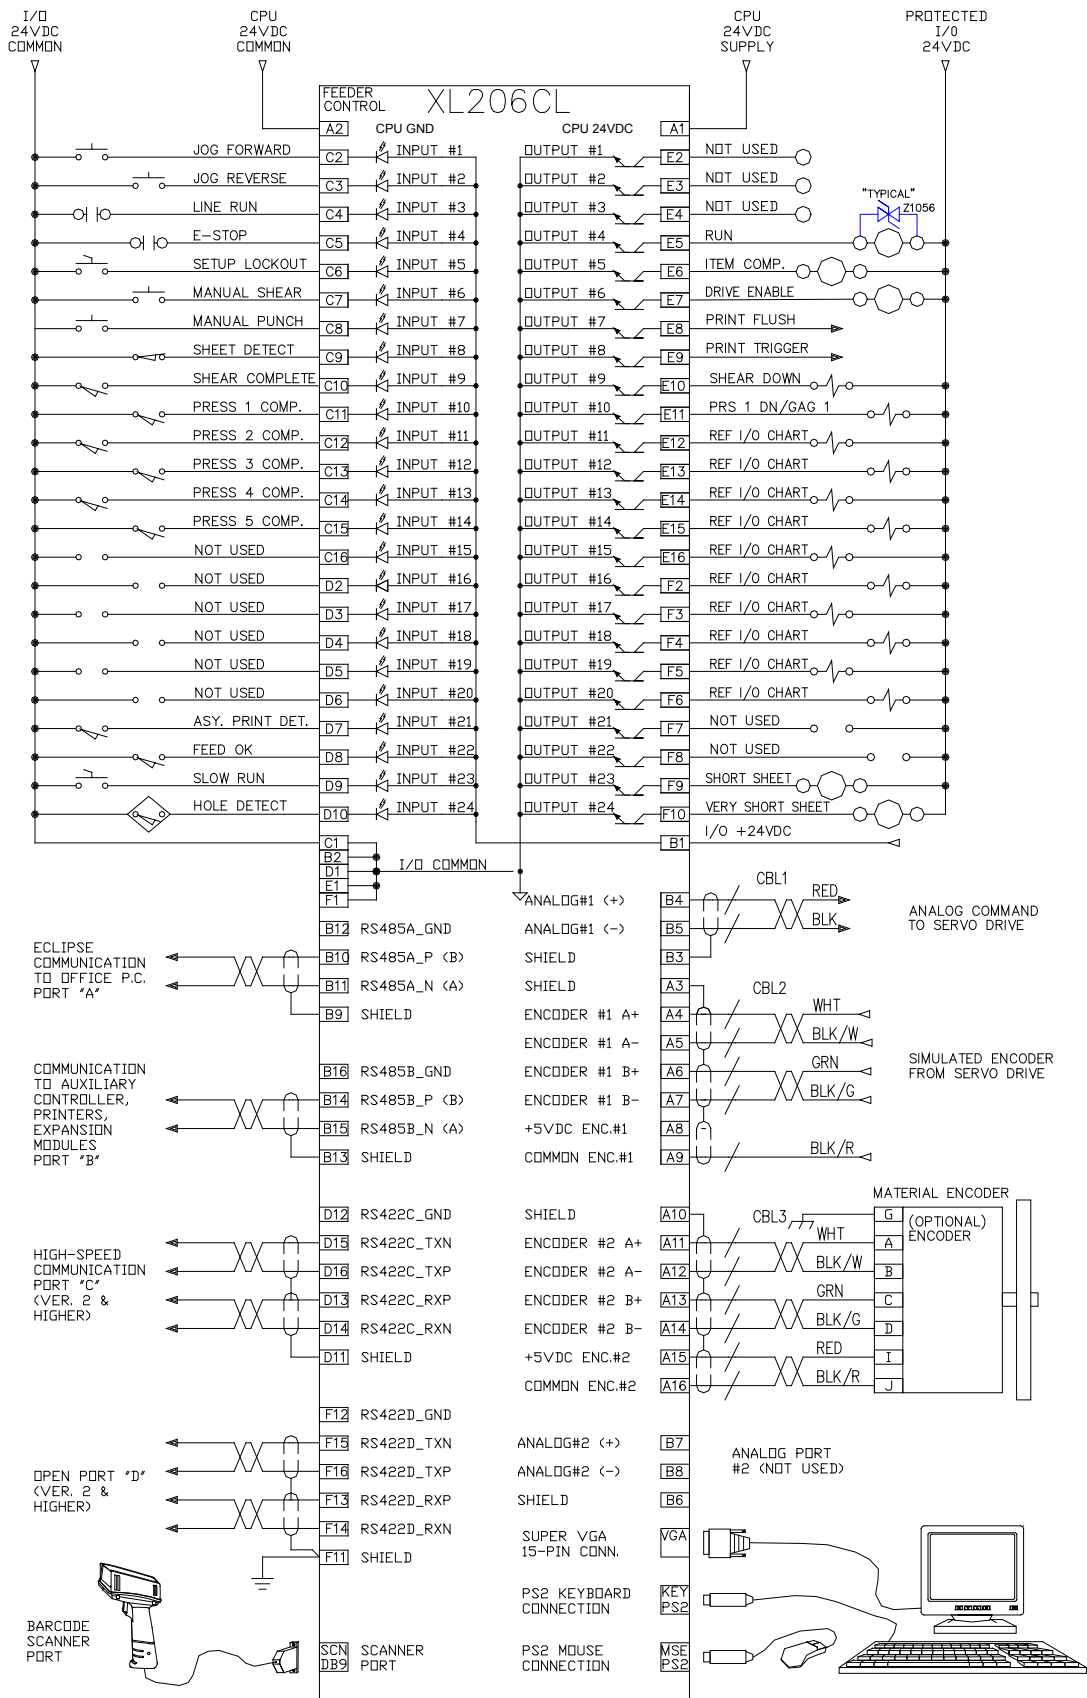 I/O
24VDC
COMMON
CPU
24VDC
COMMON
CPU
24VDC
SUPPLY
PROTECTED
I/O
24VDC
FEEDER
CONTROL
XL206CL
A2 CPU GND CPU 24VDC A1
JOG FORWARD C2 INPUT #1 OUTPUT #1 E2 NOT USED
JOG REVERSE C3 INPUT #2 OUTPUT #2 E3 NOT USED
"TYPICAL"
Z1056
LINE RUN C4 INPUT #3 OUTPUT #3 E4 NOT USED
E-STOP C5 INPUT #4 OUTPUT #4 E5 RUN
SETUP LOCKOUT C6 INPUT #5 OUTPUT #5 E6 ITEM COMP.
MANUAL SHEAR C7 INPUT #6 OUTPUT #6 E7 DRIVE ENABLE
MANUAL PUNCH C8 INPUT #7 OUTPUT #7 E8 PRINT FLUSH
SHEET DETECT C9 INPUT #8 OUTPUT #8 E9 PRINT TRIGGER
SHEAR COMPLETE C10 INPUT #9 OUTPUT #9 E10 SHEAR DOWN
PRESS 1 COMP. C11 INPUT #10 OUTPUT #10 E11 PRS 1 DN/GAG 1
PRESS 2 COMP. C12 INPUT #11 OUTPUT #11 E12 REF I/O CHART
PRESS 3 COMP. C13 INPUT #12 OUTPUT #12 E13 REF I/O CHART
PRESS 4 COMP. C14 INPUT #13 OUTPUT #13 E14 REF I/O CHART
PRESS 5 COMP. C15 INPUT #14 OUTPUT #14 E15 REF I/O CHART
NOT USED C16 INPUT #15 OUTPUT #15 E16 REF I/O CHART
NOT USED D2 INPUT #16 OUTPUT #16 F2 REF I/O CHART
NOT USED D3 INPUT #17 OUTPUT #17 F3 REF I/O CHART
NOT USED D4 INPUT #18 OUTPUT #18 F4 REF I/O CHART
NOT USED D5 INPUT #19 OUTPUT #19 F5 REF I/O CHART
NOT USED D6 INPUT #20 OUTPUT #20 F6 REF I/O CHART
ASY. PRINT DET. D7 INPUT #21 OUTPUT #21 F7 NOT USED
FEED OK D8 INPUT #22 OUTPUT #22 F8 NOT USED
SLOW RUN D9 INPUT #23 OUTPUT #23 F9 SHORT SHEET
HOLE DETECT D10 INPUT #24 OUTPUT #24 F10 VERY SHORT SHEET
C1 B1 I/O +24VDC
B2
D1 I/O COMMON
E1
F1
ANALOG#1 (+) B4 CBL1 RED
ANALOG#1 (-) B5 BLK
SHIELD B3
ANALOG COMMAND
TO SERVO DRIVE
B12 RS485A_GND
B10 RS485A_P (B)
B11 RS485A_N (A)
B9 SHIELD
ECLIPSE
COMMUNICATION
TO OFFICE P.C.
PORT "A"
SHIELD A3 CBL2
ENCODER #1 A+ A4 WHT
ENCODER #1 A- A5 BLK/W
ENCODER #1 B+ A6 GRN
ENCODER #1 B- A7 BLK/G
+5VDC ENC.#1 A8
COMMON ENC.#1 A9 BLK/R
SIMULATED ENCODER
FROM SERVO DRIVE
COMMUNICATION
TO AUXILIARY
CONTROLLER,
PRINTERS,
EXPANSION
MODULES
PORT "B"
B16 RS485B_GND
B14 RS485B_P (B)
B15 RS485B_N (A)
B13 SHIELD
MATERIAL ENCODER
(OPTIONAL)
ENCODER
SHIELD A10 CBL3 G
ENCODER #2 A+ A11 WHT A
ENCODER #2 A- A12 BLK/W B
ENCODER #2 B+ A13 GRN C
ENCODER #2 B- A14 BLK/G D
+5VDC ENC.#2 A15 RED I
COMMON ENC.#2 A16 BLK/R J
HIGH-SPEED
COMMUNICATION
PORT "C"
(VER. 2 &
HIGHER)
D12 RS422C_GND
D15 RS422C_TXN
D16 RS422C_TXP
D13 RS422C_RXP
D14 RS422C_RXN
D11 SHIELD
OPEN PORT "D"
(VER. 2 &
HIGHER)
F12 RS422D_GND
F15 RS422D_TXN
F16 RS422D_TXP
F13 RS422D_RXP
F14 RS422D_RXN
F11 SHIELD
ANALOG#2 (+) B7
ANALOG#2 (-) B8
SHIELD B6
ANALOG PORT
#2 (NOT USED)
SUPER VGA
15-PIN CONN.
VGA
PS2 KEYBOARD
CONNECTION
KEY
PS2
PS2 MOUSE
CONNECTION
MSE
PS2
BARCODE
SCANNER
PORT
SCN
DB9
SCANNER
PORT